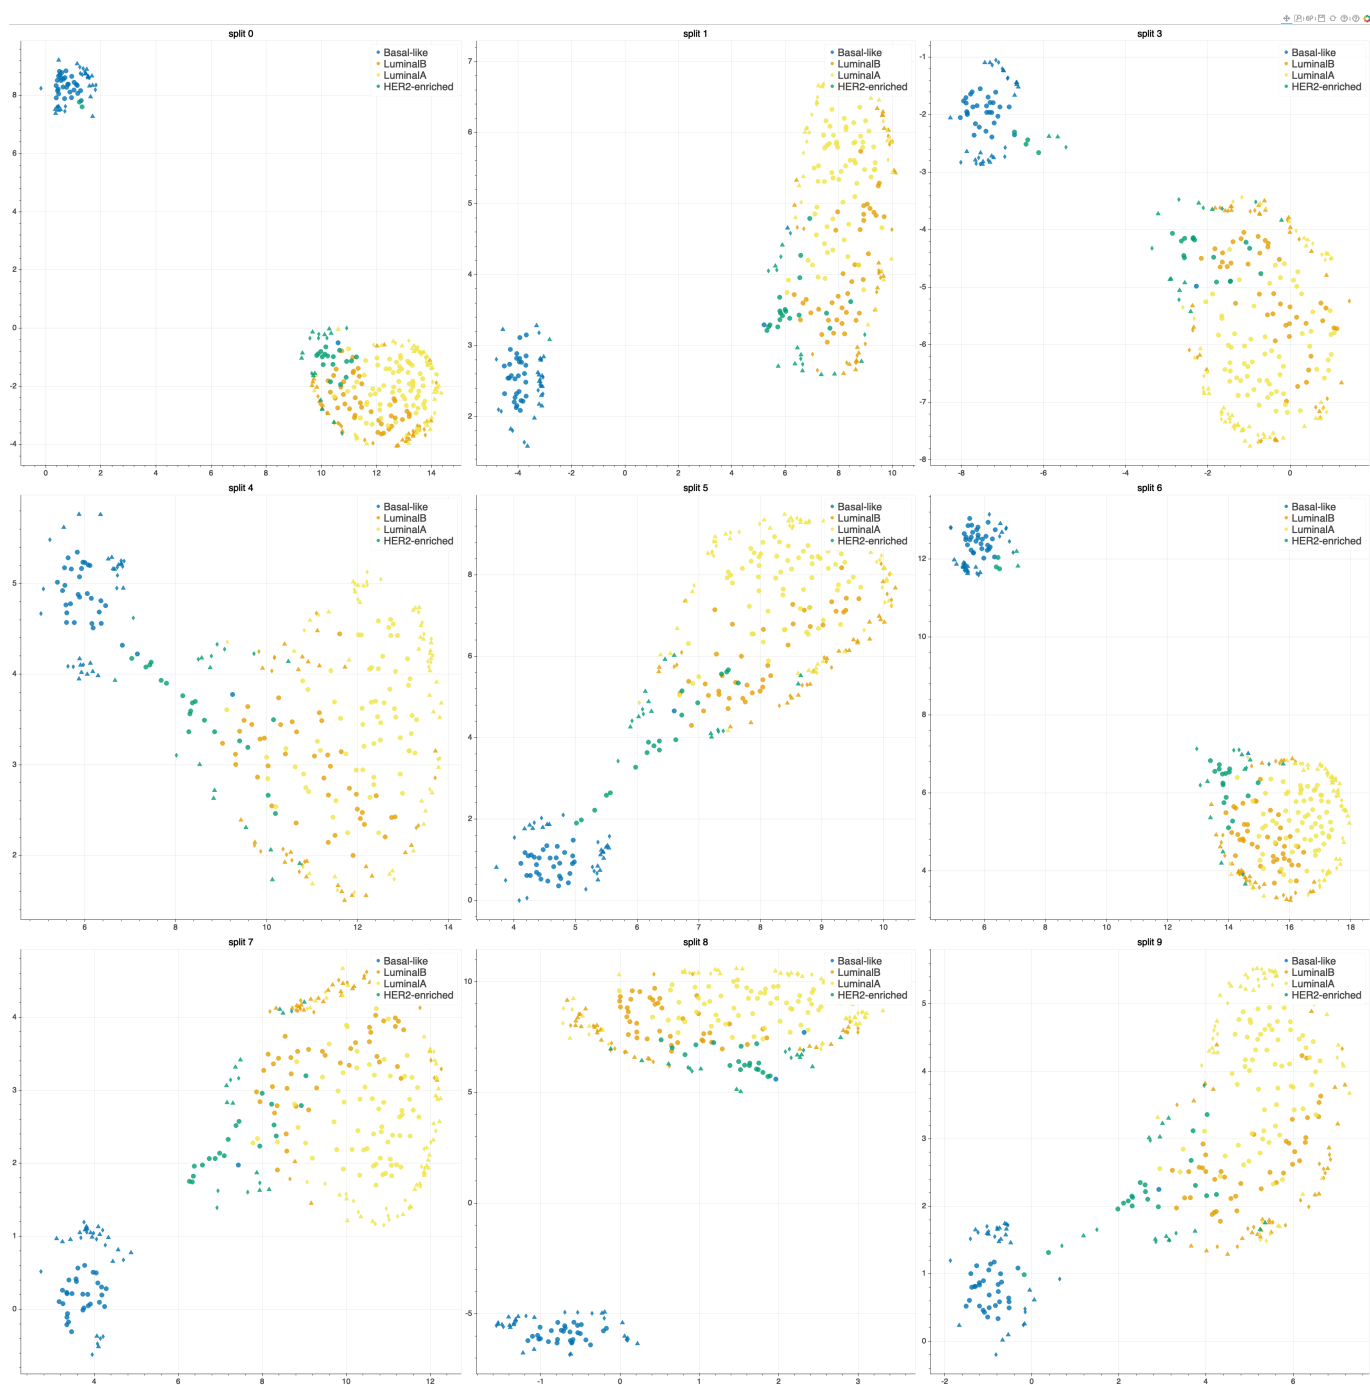 split 0
Basal-like
LuminalB
LuminalA
HER2-enriched
8
6
4
2
0
-2
-4
0 2 4 6 8 10 12 14
split 1
Basal-like
LuminalB
LuminalA
HER2-enriched
7
6
5
4
3
2
-4 -2 0 2 4 6 8 10
split 3
Basal-like
LuminalB
LuminalA
HER2-enriched
-1
-2
-3
-4
-5
-6
-7
-8
-8 -6 -4 -2 0
split 4
Basal-like
LuminalB
LuminalA
HER2-enriched
5
4
3
2
6 8 10 12 14
split 5
Basal-like
LuminalB
LuminalA
HER2-enriched
8
6
4
2
0
4 5 6 7 8 9 10
split 6
Basal-like
LuminalB
LuminalA
HER2-enriched
12
10
8
6
4
6 8 10 12 14 16 18
split 7
Basal-like
LuminalB
LuminalA
HER2-enriched
4
3
2
1
0
4 6 8 10 12
split 8
Basal-like
LuminalB
LuminalA
HER2-enriched
10
5
0
-5
-1 0 1 2 3
split 9
Basal-like
LuminalB
LuminalA
HER2-enriched
5
4
3
2
1
0
-2 0 2 4 6